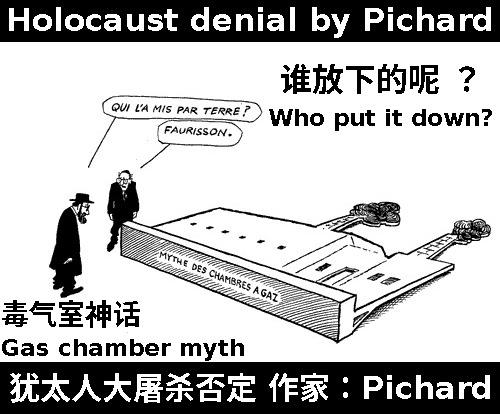 Holocaust denial by Pichard
谁放下的呢 ？
QUI L'A MIS PAR TERRE ?
Who put it down?
FAURISSON.
MYTHE DES CHAMBRES A GAZ
毒气室神话
Gas chamber myth
犹太人大屠杀否定 作家：Pichard